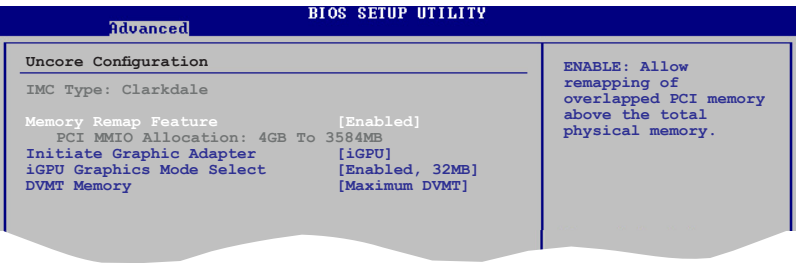 BIOS SETUP UTILITY
Advanced
Uncore Configuration
IMC Type: Clarkdale
Memory Remap Feature [Enabled]
PCI MMIO Allocation: 4GB To 3584MB
Initiate Graphic Adapter [iGPU]
iGPU Graphics Mode Select [Enabled, 32MB]
DVMT Memory [Maximum DVMT]
ENABLE: Allow
remapping of
overlapped PCI memory
above the total
physical memory.